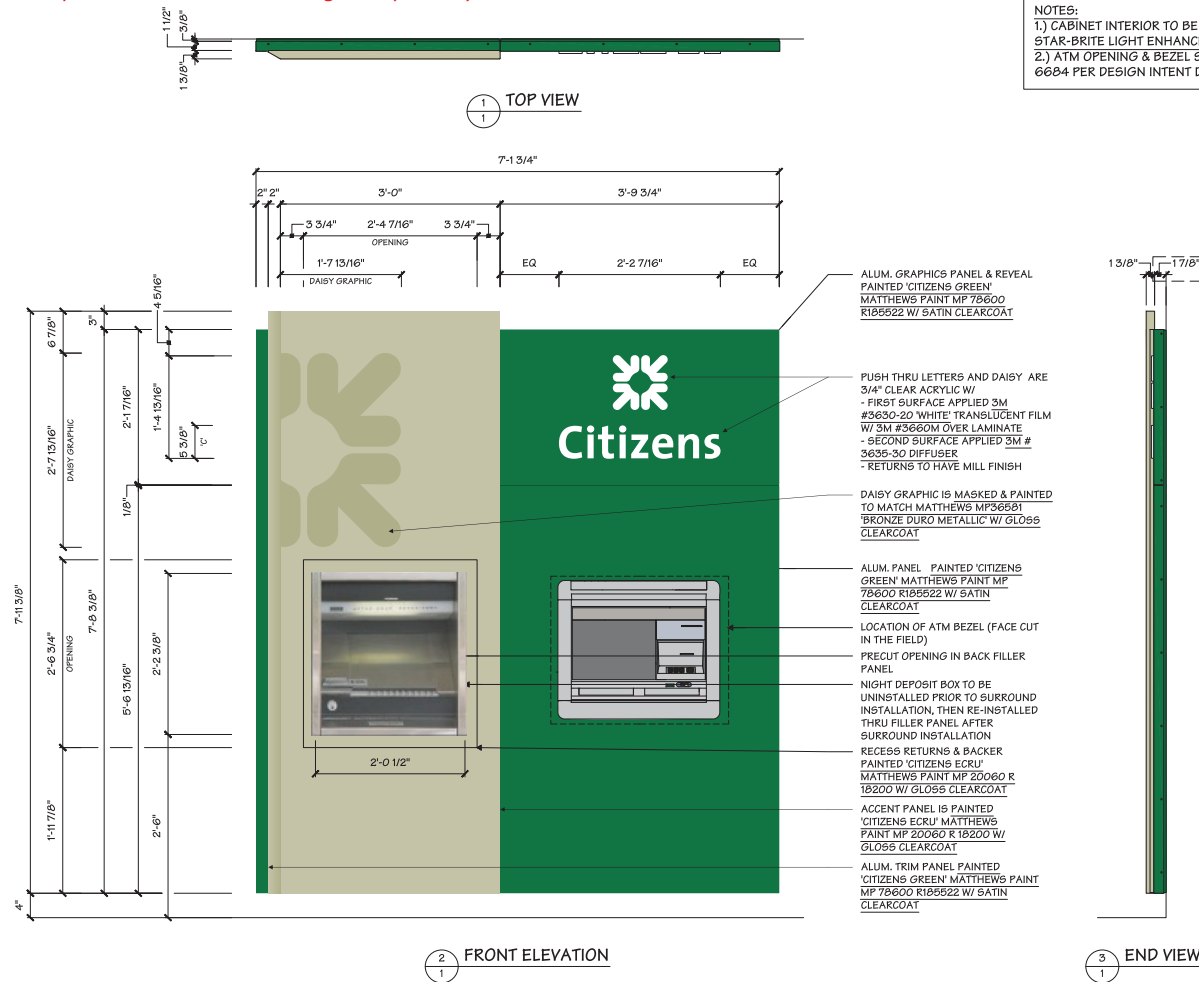 1 1/2"
3/8"
1 3/8"
1
1
TOP VIEW
NOTES:
1.) CABINET INTERIOR TO BE
STAR-BRITE LIGHT ENHANC
2.) ATM OPENING & BEZEL S
6684 PER DESIGN INTENT D
7'-1 3/4"
2" 2"
3'-0"
3'-9 3/4"
3 3/4"
2'-4 7/16"
3 3/4"
OPENING
1'-7 13/16"
DAISY GRAPHIC
EQ
2'-2 7/16"
EQ
1 3/8"
1 7/8"
7'-11 3/8"
4"
6 7/8"
2'-7 13/16"
DAISY GRAPHIC
2'-6 3/4"
OPENING
1'-11 7/8"
3"
7'-8 3/8"
2'-1 7/16"
1/8"
5'-6 13/16"
4 5/16"
1'-4 13/16"
5 3/8"
'C'
2'-2 3/8"
2'-6"
Citizens
2'-0 1/2"
ALUM. GRAPHICS PANEL & REVEAL
PAINTED 'CITIZENS GREEN'
MATTHEWS PAINT MP 78600
R185522 W/ SATIN CLEARCOAT
PUSH THRU LETTERS AND DAISY ARE
3/4" CLEAR ACRYLIC W/
- FIRST SURFACE APPLIED 3M
#3630-20 'WHITE' TRANSLUCENT FILM
W/ 3M #3660M OVER LAMINATE
- SECOND SURFACE APPLIED 3M #
3635-30 DIFFUSER
- RETURNS TO HAVE MILL FINISH
DAISY GRAPHIC IS MASKED & PAINTED
TO MATCH MATTHEWS MP36581
'BRONZE DURO METALLIC' W/ GLOSS
CLEARCOAT
ALUM. PANEL PAINTED 'CITIZENS
GREEN' MATTHEWS PAINT MP
78600 R185522 W/ SATIN
CLEARCOAT
LOCATION OF ATM BEZEL (FACE CUT
IN THE FIELD)
PRECUT OPENING IN BACK FILLER
PANEL
NIGHT DEPOSIT BOX TO BE
UNINSTALLED PRIOR TO SURROUND
INSTALLATION, THEN RE-INSTALLED
THRU FILLER PANEL AFTER
SURROUND INSTALLATION
RECESS RETURNS & BACKER
PAINTED 'CITIZENS ECRU'
MATTHEWS PAINT MP 20060 R
18200 W/ GLOSS CLEARCOAT
ACCENT PANEL IS PAINTED
'CITIZENS ECRU' MATTHEWS
PAINT MP 20060 R 18200 W/
GLOSS CLEARCOAT
ALUM. TRIM PANEL PAINTED
'CITIZENS GREEN' MATTHEWS PAINT
MP 78600 R185522 W/ SATIN
CLEARCOAT
2
1
FRONT ELEVATION
3
1
END VIEW